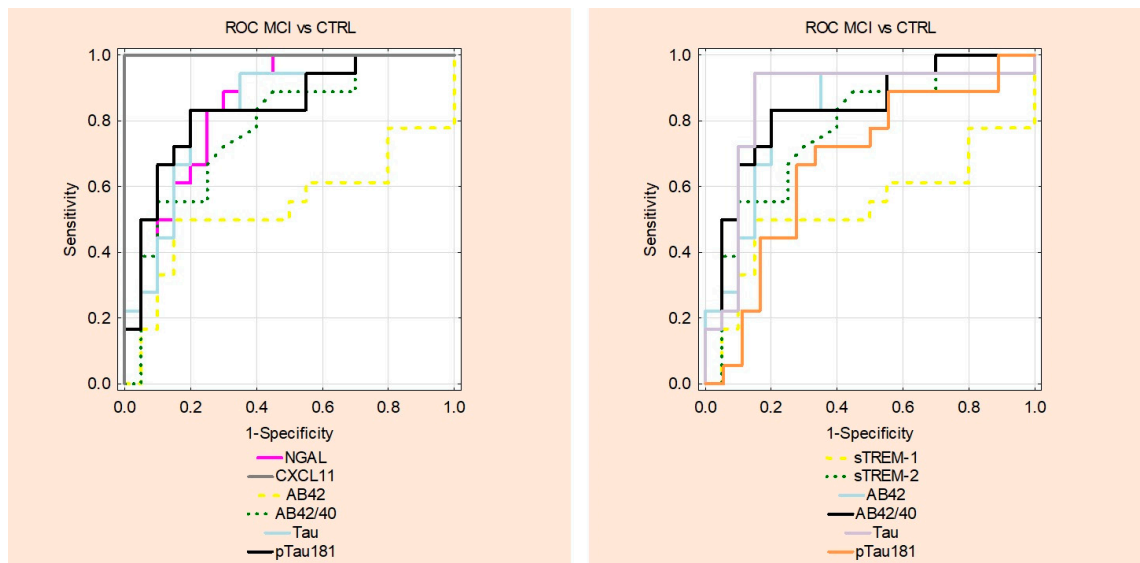 ROC MCI vs CTRL
1.0
0.8
0.6
0.4
0.2
0.0
Sensitivity
0.0 0.2 0.4 0.6 0.8 1.0
1-Specificity
NGAL
CXCL11
AB42
AB42/40
Tau
pTau181
ROC MCI vs CTRL
1.0
0.8
0.6
0.4
0.2
0.0
Sensitivity
0.0 0.2 0.4 0.6 0.8 1.0
1-Specificity
sTREM-1
sTREM-2
AB42
AB42/40
Tau
pTau181